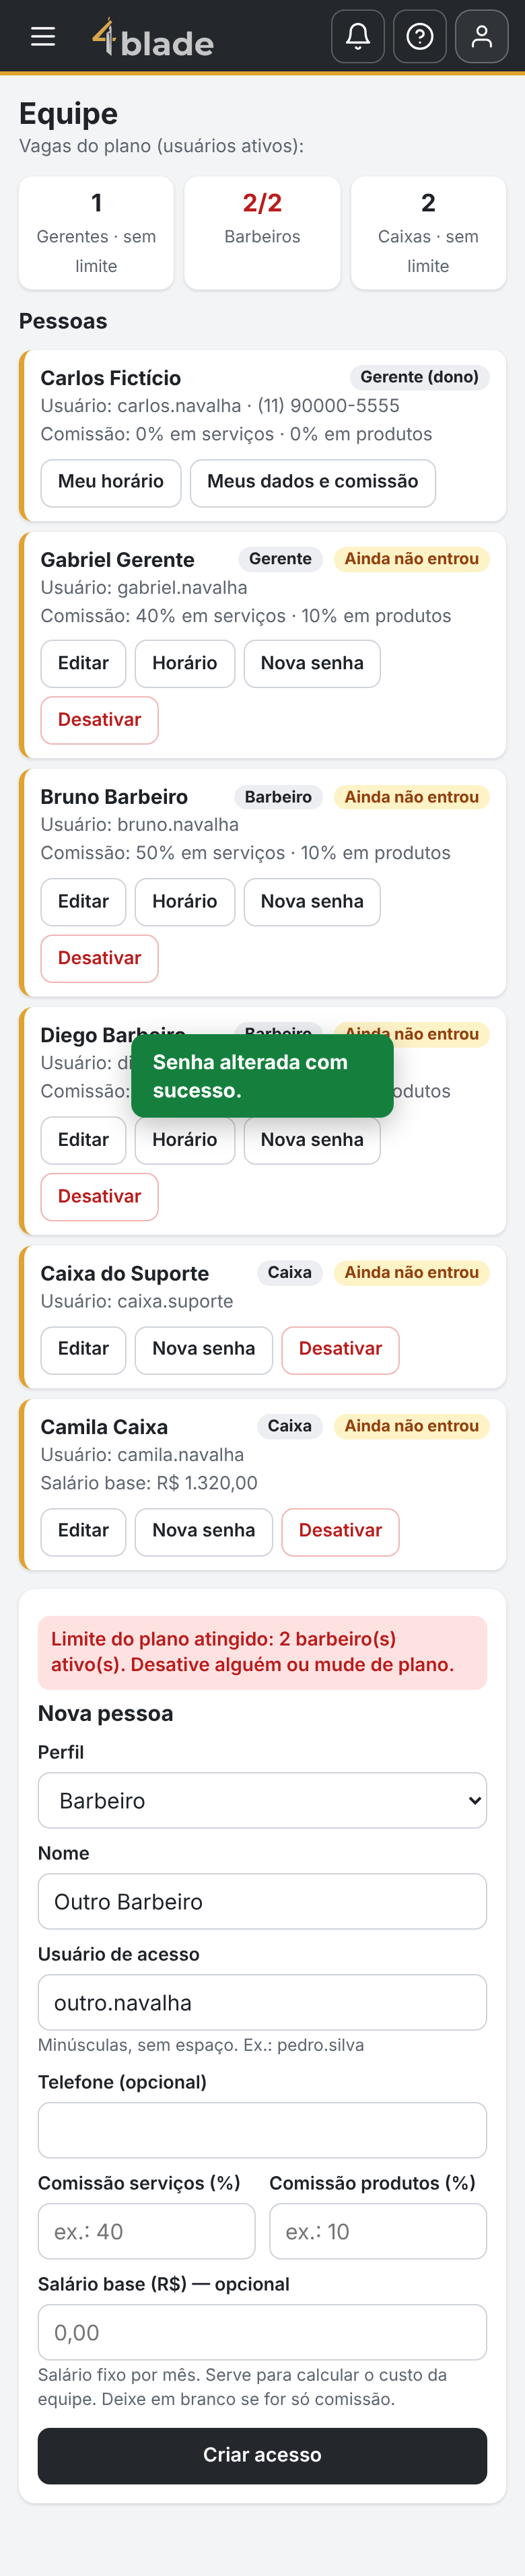 4blade
Equipe
Vagas do plano (usuários ativos):
1
Gerentes · sem
limite
2/2
Barbeiros
2
Caixas · sem
limite
Pessoas
Carlos Fictício
Gerente (dono)
Usuário: carlos.navalha · (11) 90000-5555
Comissão: 0% em serviços · 0% em produtos
Meu horário
Meus dados e comissão
Gabriel Gerente
Gerente
Ainda não entrou
Usuário: gabriel.navalha
Comissão: 40% em serviços · 10% em produtos
Editar
Horário
Nova senha
Desativar
Bruno Barbeiro
Barbeiro
Ainda não entrou
Usuário: bruno.navalha
Comissão: 50% em serviços · 10% em produtos
Editar
Horário
Nova senha
Desativar
Diego Barbeiro
Barbeiro
Ainda não entrou
Usuário:
Senha alterada com
sucesso.
Comissão:
Editar
Horário
Nova senha
Desativar
Caixa do Suporte
Caixa
Ainda não entrou
Usuário: caixa.suporte
Editar
Nova senha
Desativar
Camila Caixa
Caixa
Ainda não entrou
Usuário: camila.navalha
Salário base: R$ 1.320,00
Editar
Nova senha
Desativar
Limite do plano atingido: 2 barbeiro(s)
ativo(s). Desative alguém ou mude de plano.
Nova pessoa
Perfil
Barbeiro
Nome
Outro Barbeiro
Usuário de acesso
outro.navalha
Minúsculas, sem espaço. Ex.: pedro.silva
Telefone (opcional)
Comissão serviços (%)
Comissão produtos (%)
ex.: 40
ex.: 10
Salário base (R$) — opcional
0,00
Salário fixo por mês. Serve para calcular o custo da
equipe. Deixe em branco se for só comissão.
Criar acesso